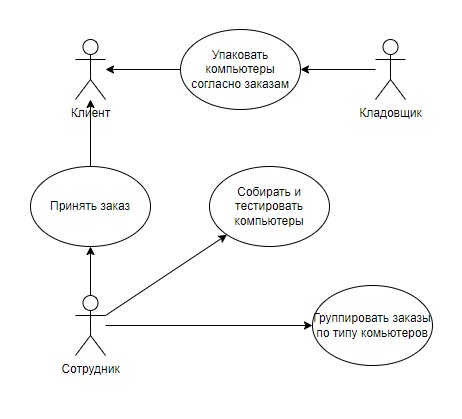 Упаковать
компьютеры
согласно заказам
Клиент
Кладовщик
Принять заказ
Собирать и
тестировать
компьютеры
Группировать заказы
по типу комьютеров
Сотрудник